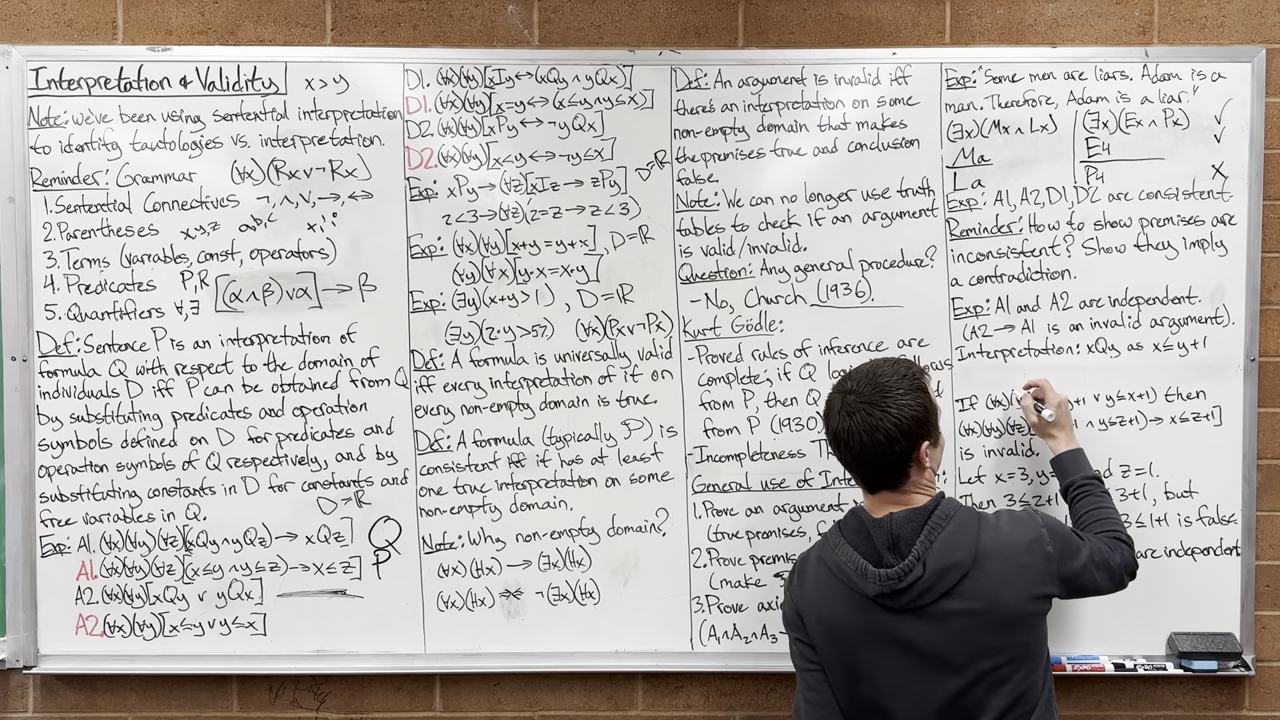 Interpretation & Validity x>y
Note: we've been using sentential interpretation
to identify tautologies vs. interpretation.
Reminder: Grammar (∀x)(Rx∨¬Rx)
1. Sentential Connectives ¬,∧,∨,→,↔
2. Parentheses x,y,z a,b,c
3. Terms (variables, const, operators)
4. Predicates P,R [(α∧β)∨α]→β
5. Quantifiers ∀,∃
Def: Sentence P is an interpretation of
formula Q with respect to the domain of
individuals D iff P can be obtained from Q
by substituting predicates and operation
symbols defined on D for predicates and
operation symbols of Q respectively, and by
substituting constants in D for constants and
free variables in Q. D=ℝ
Exp: A1. (∀x)(∀y)(∀z)[(xQy∧yQz)→xQz] Q
A1. (∀x)(∀y)(∀z)[(x≤y∧y≤z)→x≤z] P
A2. (∀x)(∀y)[xQy∨yQx]
A2. (∀x)(∀y)[x≤y∨y≤x]
D1. (∀x)(∀y)[xIy↔(xQy∧yQx)]
D1. (∀x)(∀y)[x=y↔(x≤y∧y≤x)]
D2. (∀x)(∀y)[xPy↔¬yQx]
D2. (∀x)(∀y)[x<y↔¬y≤x] D=ℝ
Exp: xPy→(∀z)[xIz→zPy]
2<3→(∀z)(2=z→z<3)
Exp: (∀x)(∀y)[x+y=y+x], D=ℝ
(∀y)(∀x)[y·x=x·y]
Exp: (∃y)(x+y>1), D=ℝ
(∃y)(2·y>57) (∀x)(Px∨¬Px)
Def: A formula is universally valid
iff every interpretation of it on
every non-empty domain is true.
Def: A formula (typically P) is
consistent iff it has at least
one true interpretation on some
non-empty domain.
Note: Why non-empty domain?
(∀x)(Hx)→(∃x)(Hx)
(∀x)(Hx) ¬(∃x)(Hx)
Def: An argument is invalid iff
there's an interpretation on some
non-empty domain that makes
the premises true and conclusion
false.
Note: We can no longer use truth
tables to check if an argument
is valid/invalid.
Question: Any general procedure?
-No, Church (1936).
Kurt Gödle:
-Proved rules of inference are
complete; if Q
from P, then Q
from P (1930)
-Incompleteness
General use of
1. Prove an argument
(true premises,
2. Prove
(make
3. Prove
(A₁∧A₂∧A₃
Exp: "Some men are liars. Adam is a
man. Therefore, Adam is a liar."
(∃x)(Mx∧Lx) (∃x)(Ex∧Px) ✓
Ma E4 ✓
La P4 X
Exp: A1, A2, D1, D2 are consistent.
Reminder: How to show premises are
inconsistent? Show they imply
a contradiction.
Exp: A1 and A2 are independent.
(A2→A1 is an invalid argument).
Interpretation: xQy as x≤y+1
If (∀x) +1 ∨ y≤x+1) then
(∀x)(∀y)(∀z) +1 ∧ y≤z+1)→x≤z+1]
is invalid.
Let x=3, y nd z=1.
Then 3≤2+1 , but
3≤1+1 is false
are independent